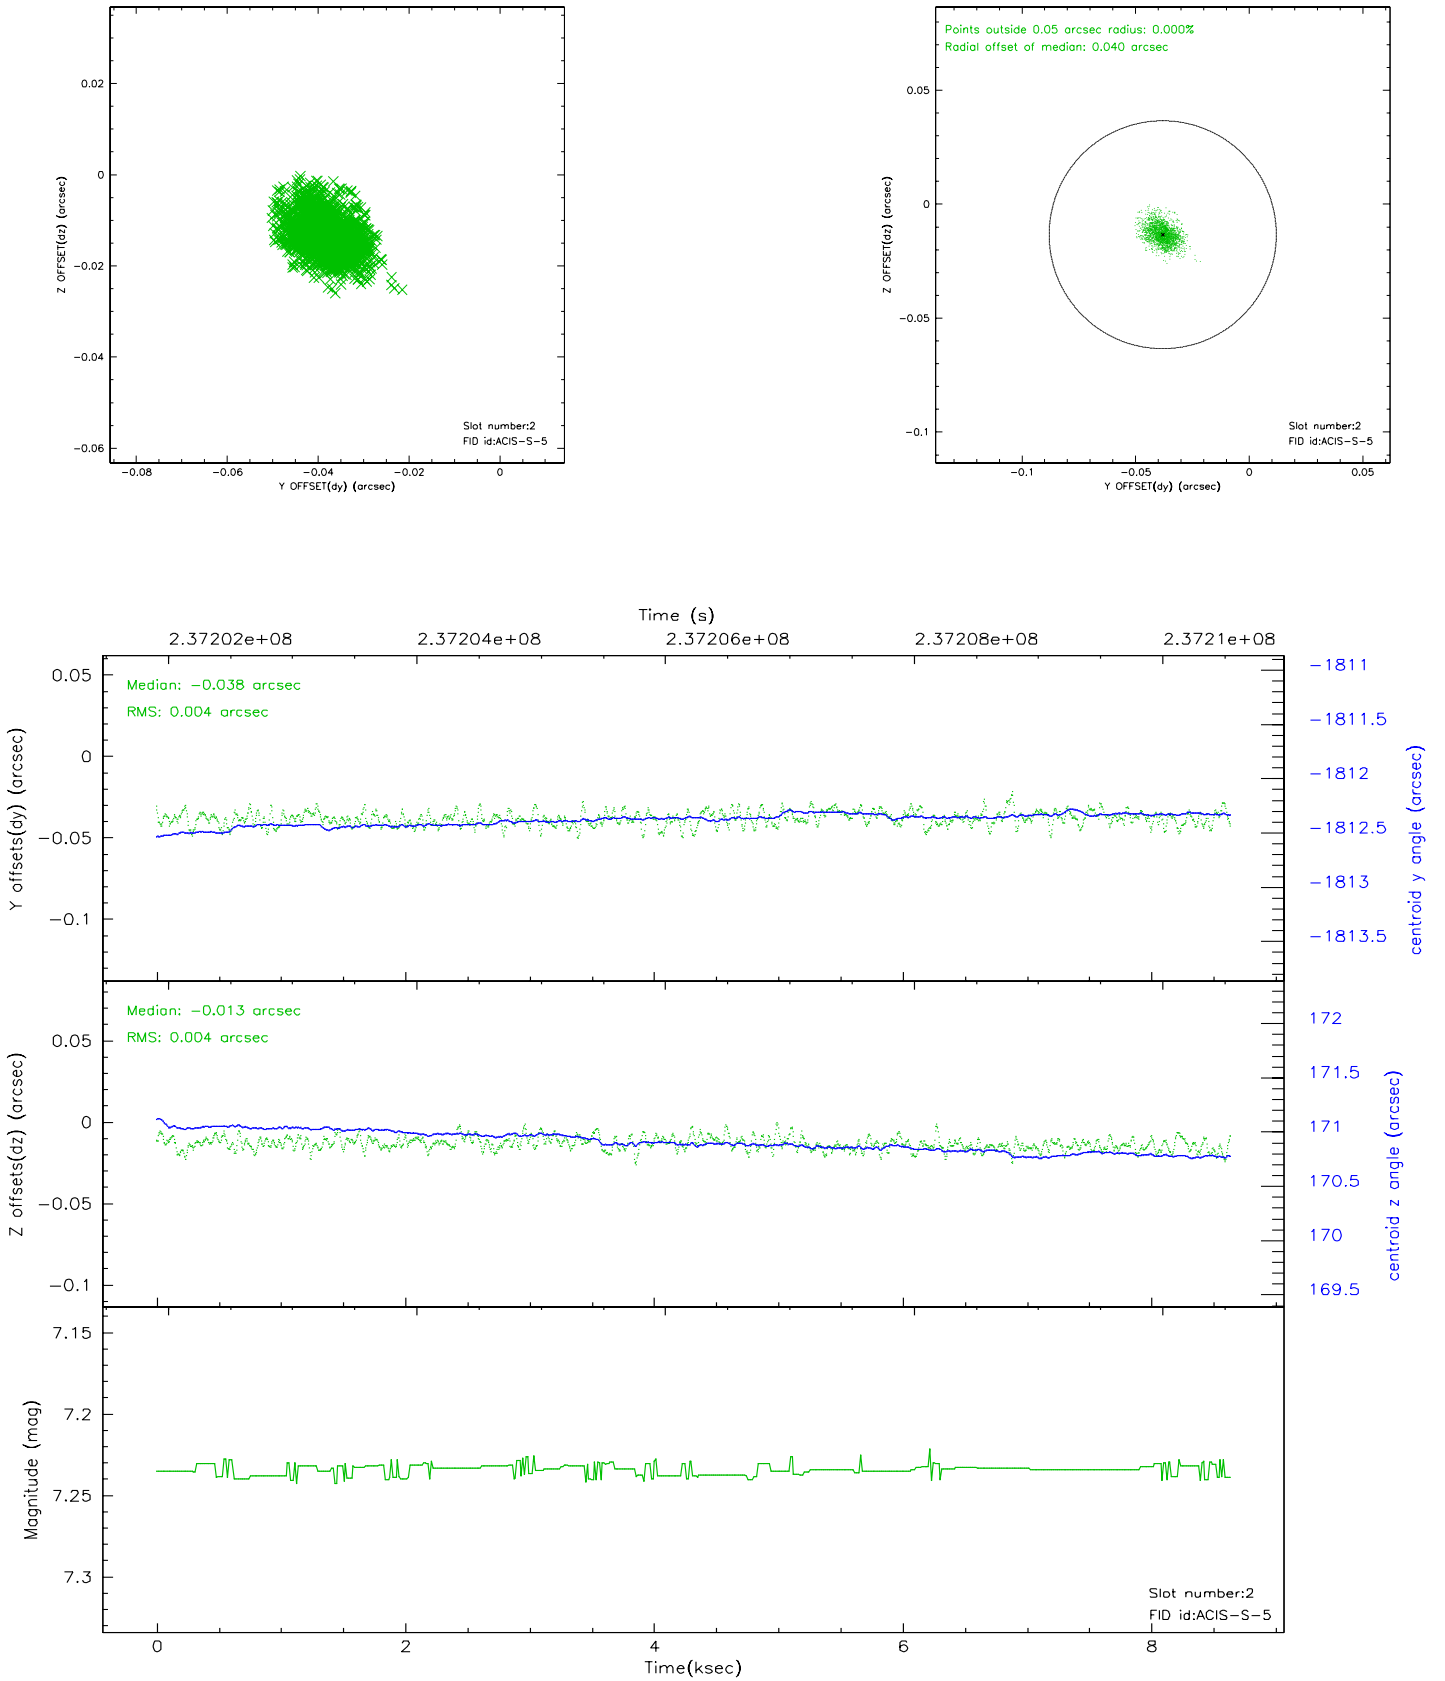 0.02
0
−0.02
−0.04
−0.06
Z OFFSET(dz) (arcsec)
Slot number:2
FID id:ACIS−S−5
−0.08
−0.06
−0.04
−0.02
0
Y OFFSET(dy) (arcsec)
Points outside 0.05 arcsec radius: 0.000%
Radial offset of median: 0.040 arcsec
0.05
0
−0.05
−0.1
Z OFFSET(dz) (arcsec)
Slot number:2
FID id:ACIS−S−5
−0.1
−0.05
0
0.05
Y OFFSET(dy) (arcsec)
Time (s)
2.37202e+08
2.37204e+08
2.37206e+08
2.37208e+08
2.3721e+08
Median: −0.038 arcsec
RMS: 0.004 arcsec
0.05
0
−0.05
−0.1
Y offsets(dy) (arcsec)
−1811
−1811.5
−1812
−1812.5
−1813
−1813.5
centroid y angle (arcsec)
Median: −0.013 arcsec
RMS: 0.004 arcsec
0.05
0
−0.05
−0.1
Z offsets(dz) (arcsec)
172
171.5
171
170.5
170
169.5
centroid z angle (arcsec)
7.15
7.2
7.25
7.3
Magnitude (mag)
Slot number:2
FID id:ACIS−S−5
0
2
4
6
8
Time(ksec)